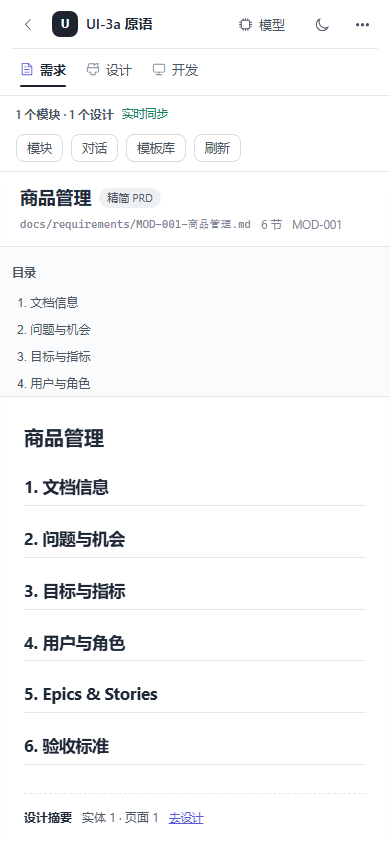 U UI-3a 原语 模型
需求 设计 开发
1 个模块 · 1 个设计 实时同步
模块 对话 模板库 刷新
商品管理 精简 PRD
docs/requirements/MOD-001-商品管理.md 6 节 MOD-001
目录
1. 文档信息
2. 问题与机会
3. 目标与指标
4. 用户与角色
商品管理
1. 文档信息
2. 问题与机会
3. 目标与指标
4. 用户与角色
5. Epics & Stories
6. 验收标准
设计摘要 实体 1 · 页面 1 去设计